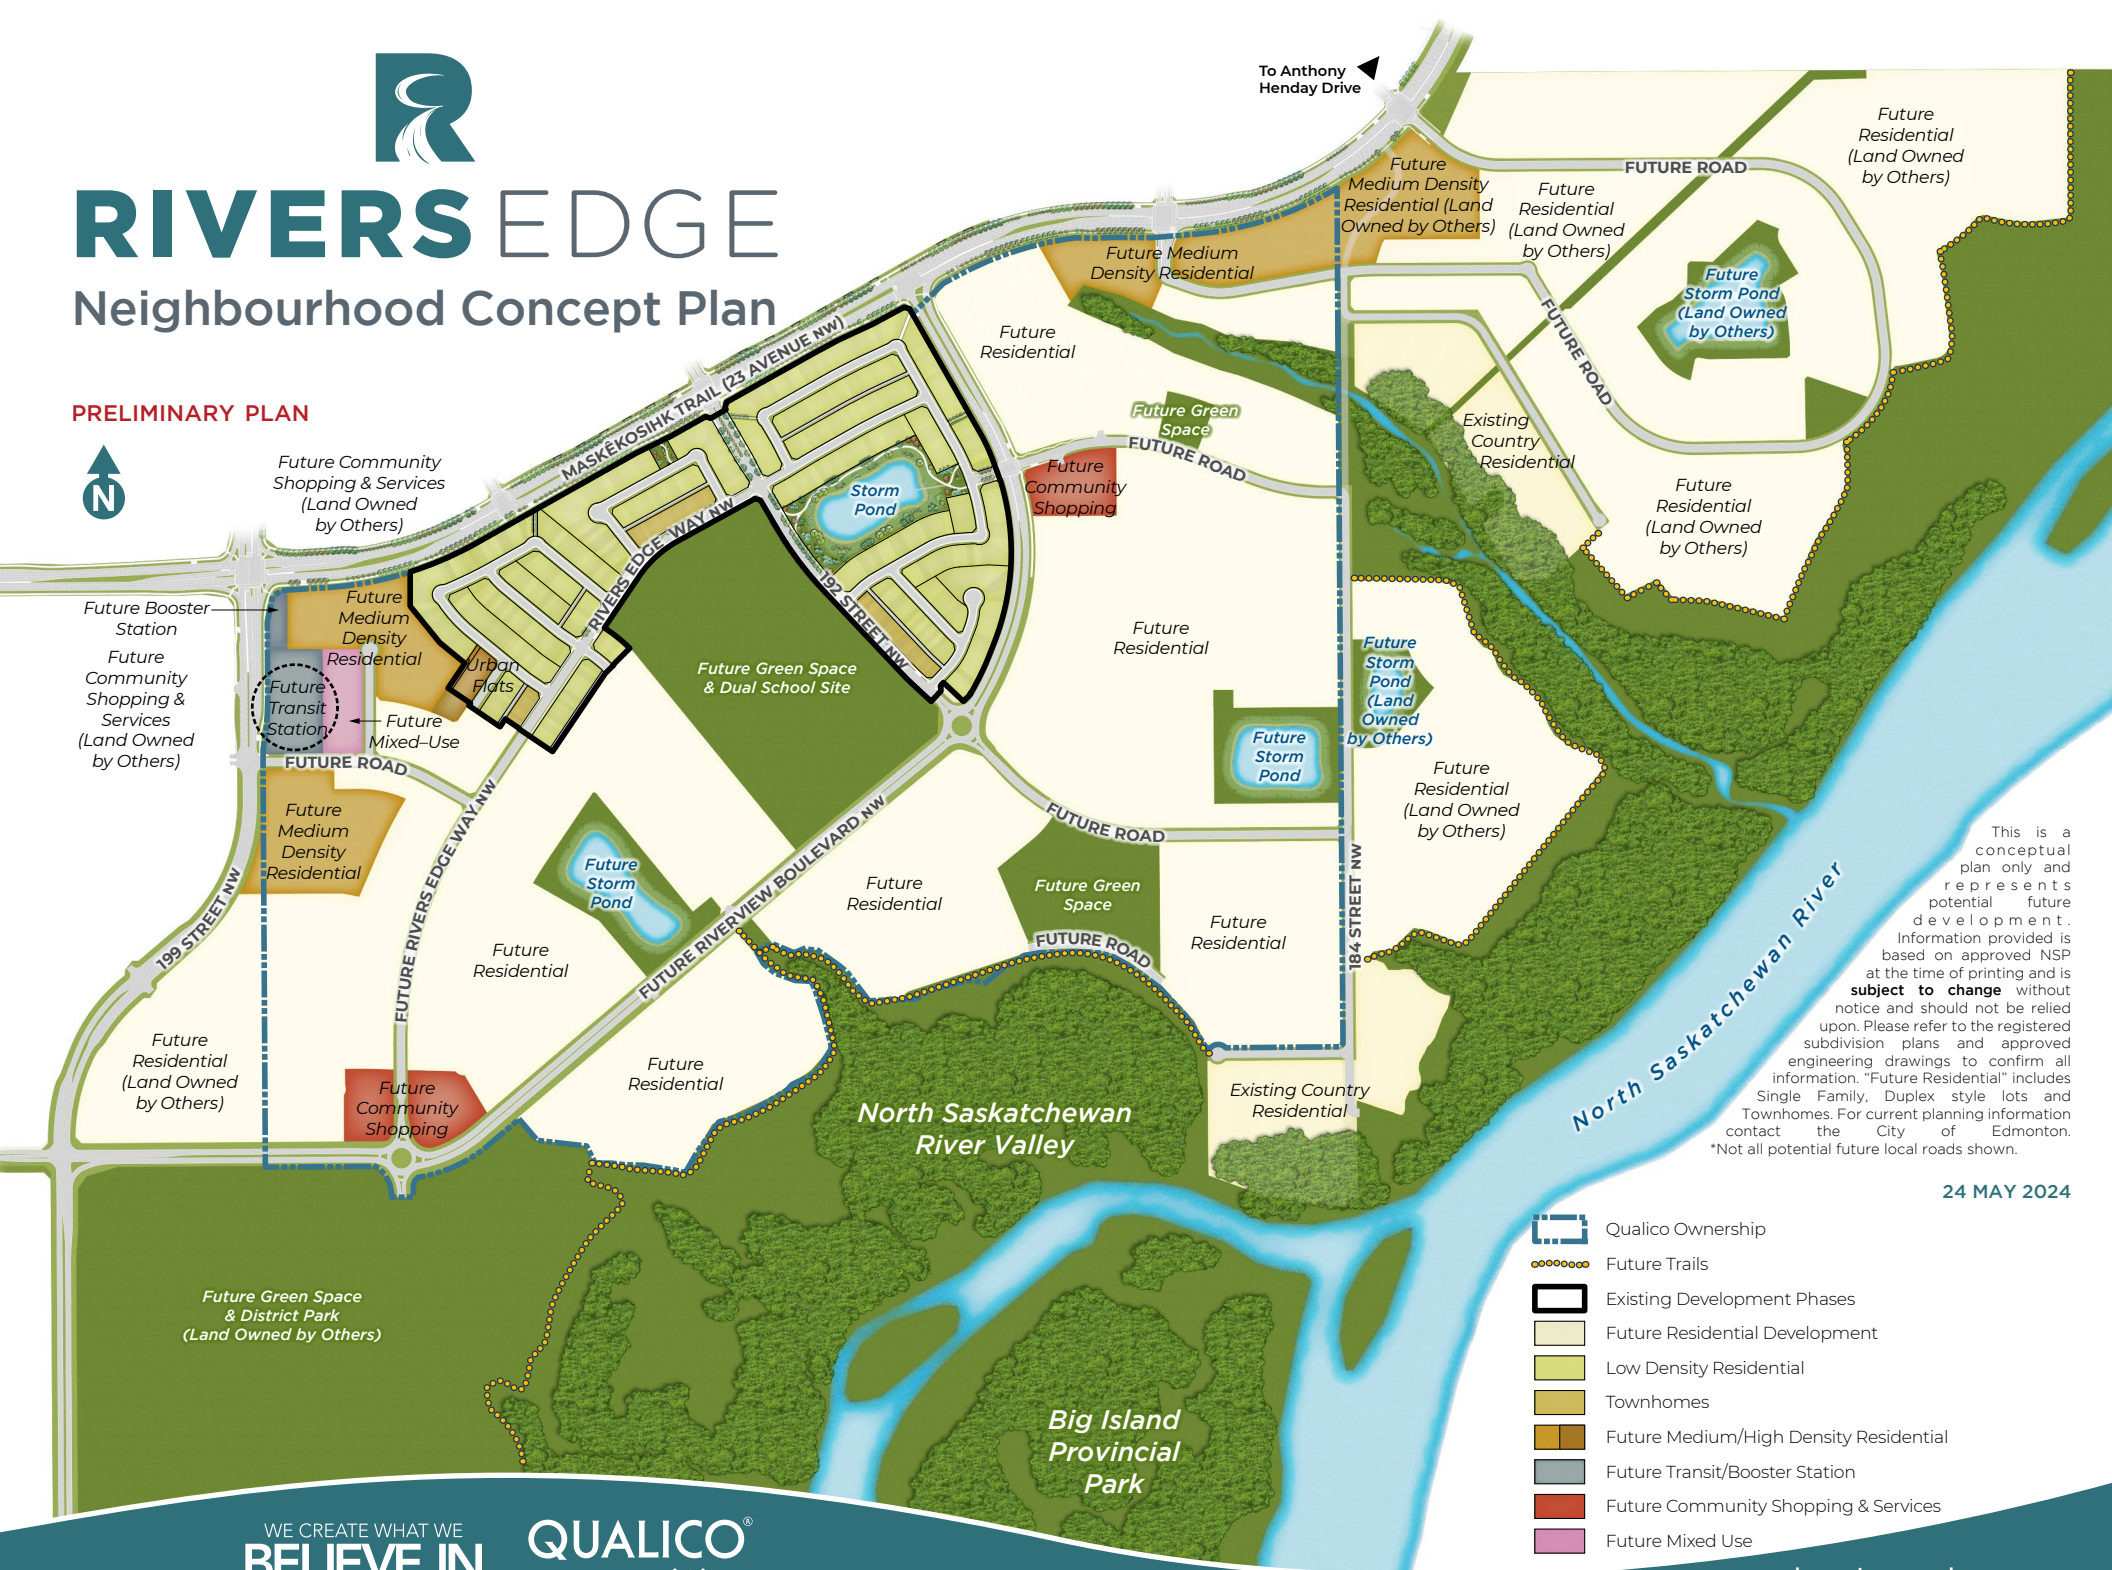 RIVERS EDGE
Neighbourhood Concept Plan
PRELIMINARY PLAN
N
To Anthony
Henday Drive
Future
Residential
(Land Owned
by Others)
FUTURE ROAD
Future
Medium Density
Residential (Land
Owned by Others)
Future
Residential
(Land Owned
by Others)
Future Medium
Density Residential
Future
Storm Pond
(Land Owned
by Others)
FUTURE ROAD
Future
Residential
MASKÊKOSIHK TRAIL (23 AVENUE NW)
Future Green
Space
FUTURE ROAD
Existing
Country
Residential
Future Community
Shopping & Services
(Land Owned
by Others)
Storm
Pond
Future
Community
Shopping
Future
Residential
(Land Owned
by Others)
RIVERS EDGE WAY NW
192 STREET NW
Future Booster
Station
Future
Medium
Density
Residential
Future
Community
Shopping &
Services
(Land Owned
by Others)
Urban
Flats
Future
Transit
Station
Future
Mixed–Use
Future Green Space
& Dual School Site
Future
Residential
Future
Storm
Pond
(Land
Owned
by Others)
Future
Storm
Pond
FUTURE ROAD
Future
Medium
Density
Residential
Future
Residential
(Land Owned
by Others)
FUTURE ROAD
199 STREET NW
FUTURE RIVERS EDGE WAY NW
Future
Storm
Pond
FUTURE RIVERVIEW BOULEVARD NW
Future
Residential
Future Green
Space
FUTURE ROAD
Future
Residential
184 STREET NW
Future
Residential
Future
Residential
(Land Owned
by Others)
Future
Community
Shopping
Future
Residential
Existing Country
Residential
North Saskatchewan
River Valley
North Saskatchewan River
Future Green Space
& District Park
(Land Owned by Others)
Big Island
Provincial
Park
This is a
conceptual
plan only and
represents
potential future
development.
Information provided is
based on approved NSP
at the time of printing and is
subject to change without
notice and should not be relied
upon. Please refer to the registered
subdivision plans and approved
engineering drawings to confirm all
information. “Future Residential” includes
Single Family, Duplex style lots and
Townhomes. For current planning information
contact the City of Edmonton.
*Not all potential future local roads shown.
24 MAY 2024
Qualico Ownership
Future Trails
Existing Development Phases
Future Residential Development
Low Density Residential
Townhomes
Future Medium/High Density Residential
Future Transit/Booster Station
Future Community Shopping & Services
Future Mixed Use
WE CREATE WHAT WE
BELIEVE IN
QUALICO®